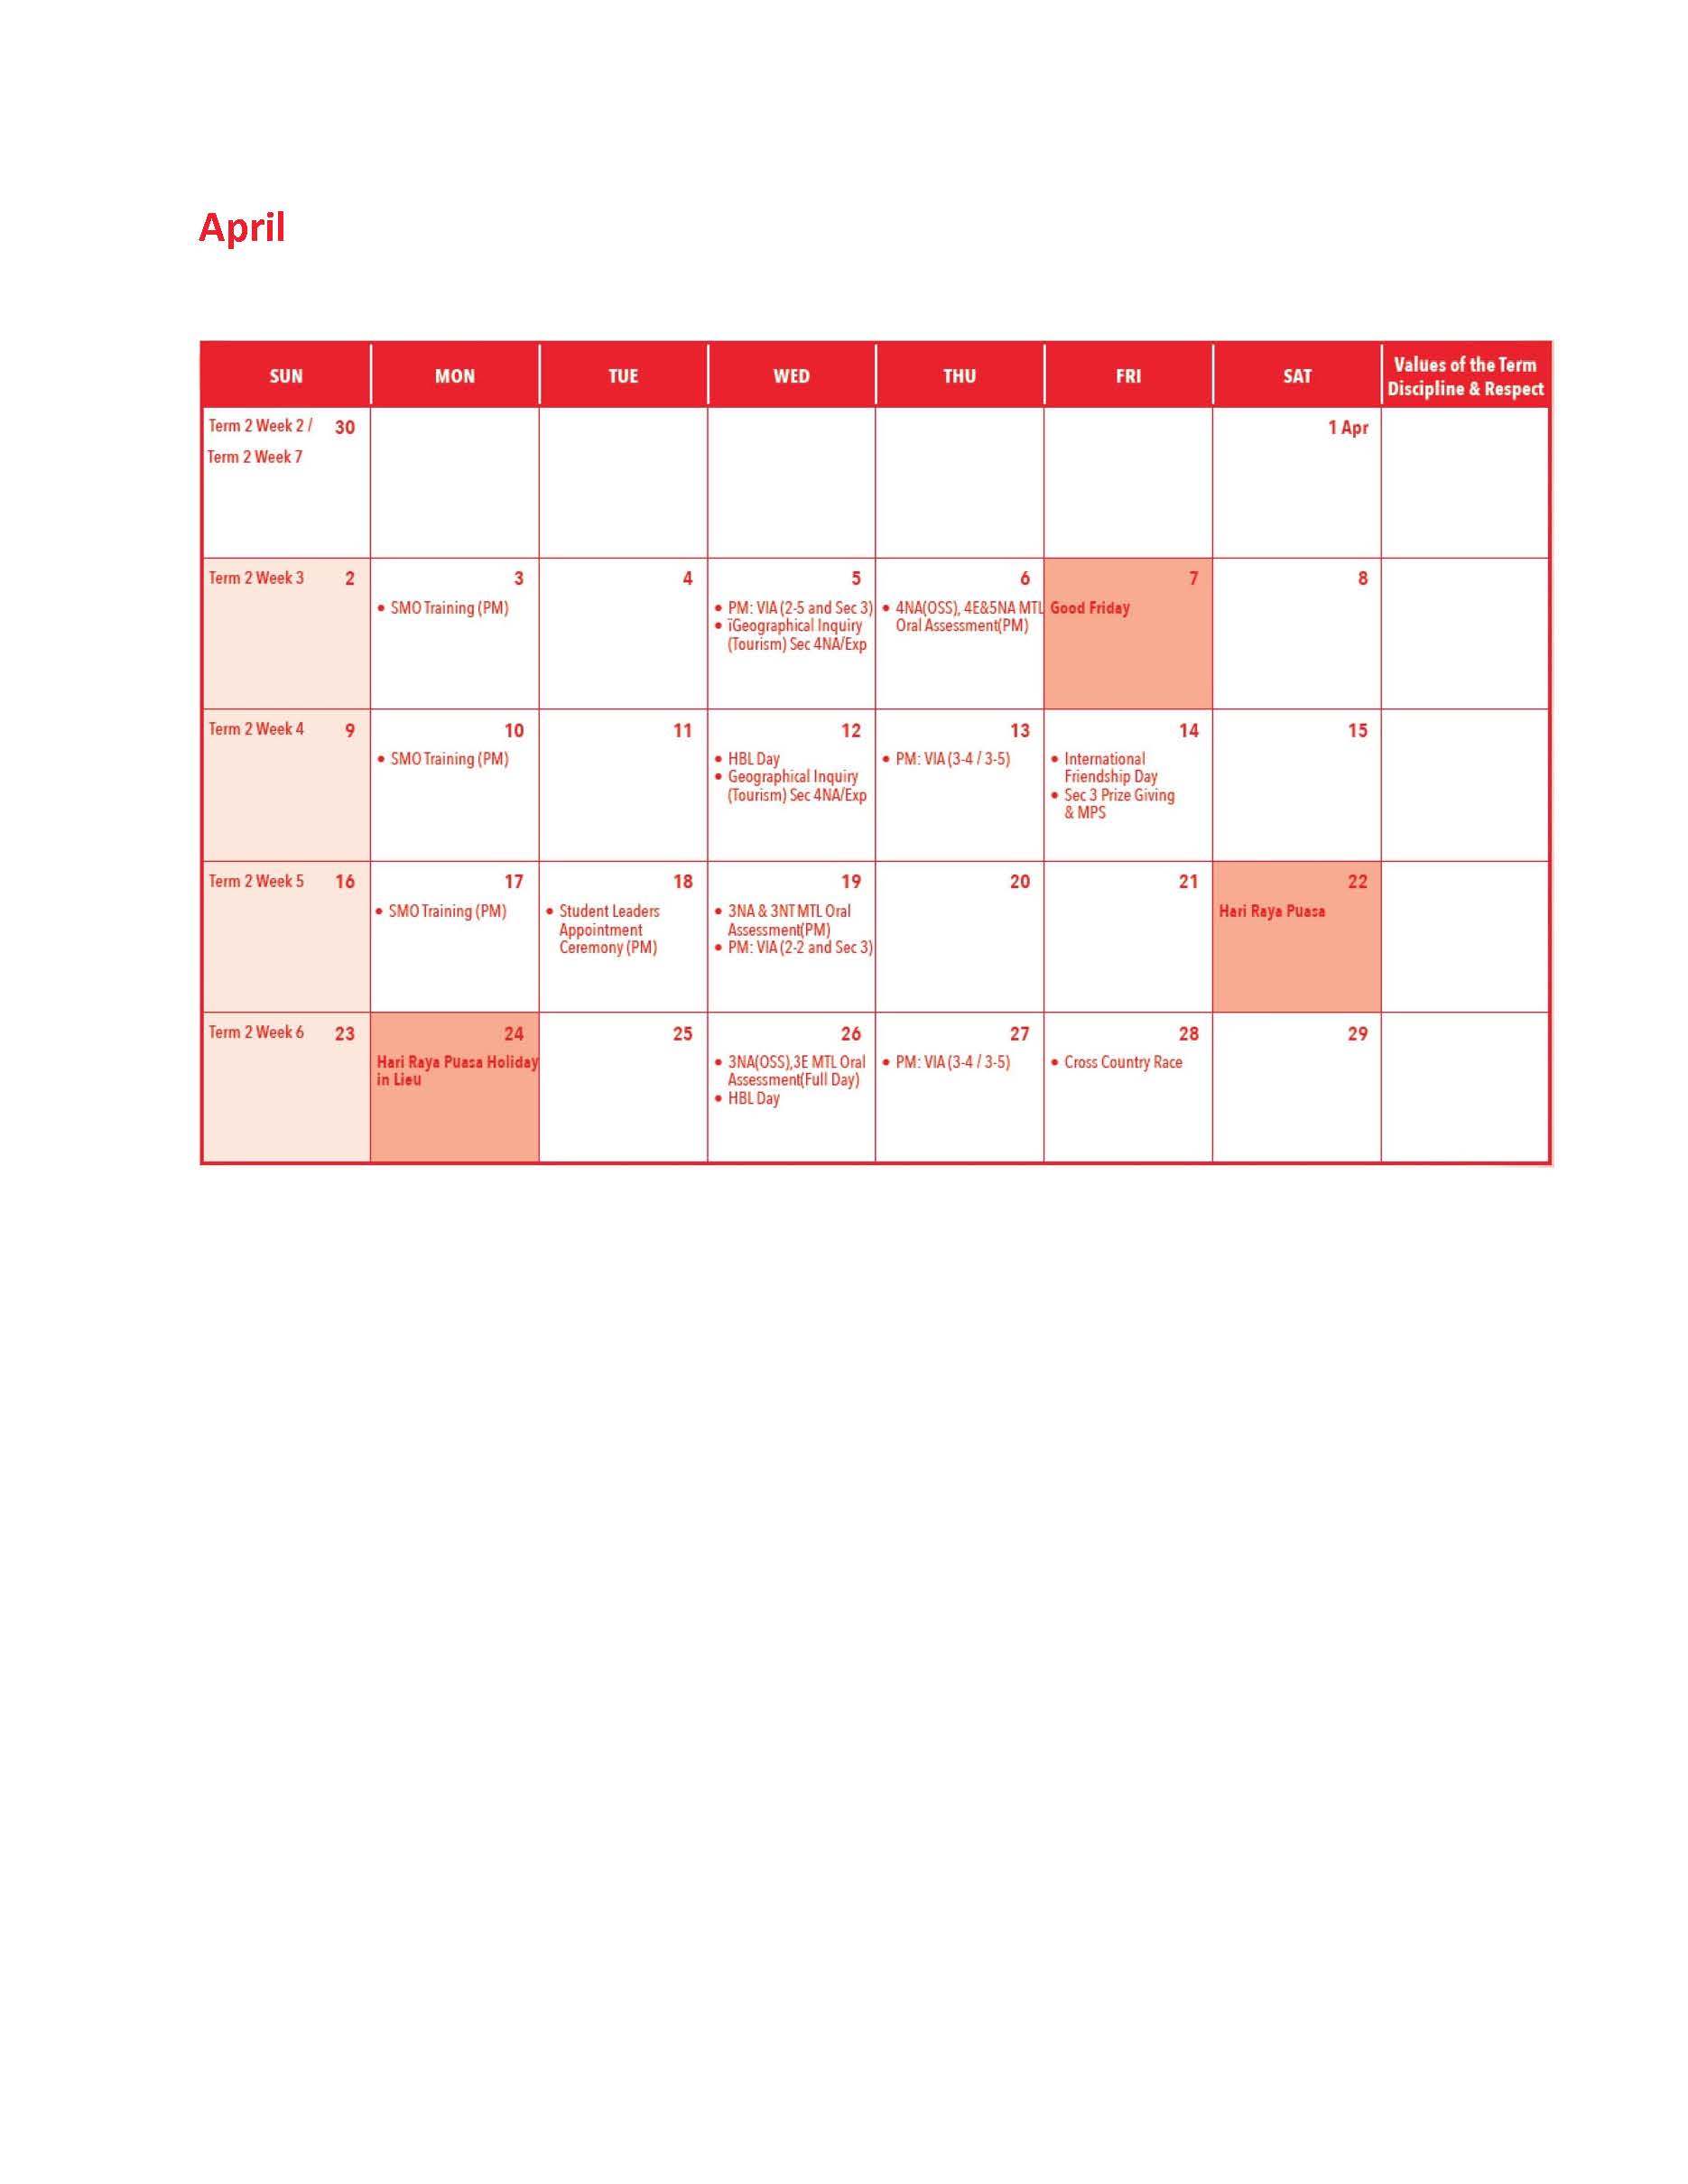 April
SUN MON TUE WED THU FRI SAT Values of the Term
Discipline & Respect
Term 2 Week 2 / 30 1 Apr
Term 2 Week 7
Term 2 Week 3 2 3 4 5 6 7 8
• SMO Training (PM)
• PM: VIA (2-5 and Sec 3)
• ïGeographical Inquiry
(Tourism) Sec 4NA/Exp
• 4NA(OSS), 4E&5NA MTL
Oral Assessment(PM)
Good Friday
Term 2 Week 4 9 10 11 12 13 14 15
• SMO Training (PM)
• HBL Day
• Geographical Inquiry
(Tourism) Sec 4NA/Exp
• PM: VIA (3-4 / 3-5)
• International
Friendship Day
• Sec 3 Prize Giving
& MPS
Term 2 Week 5 16 17 18 19 20 21 22
• SMO Training (PM)
• Student Leaders
Appointment
Ceremony (PM)
• 3NA & 3NT MTL Oral
Assessment(PM)
• PM: VIA (2-2 and Sec 3)
Hari Raya Puasa
Term 2 Week 6 23 24 25 26 27 28 29
Hari Raya Puasa Holiday
in Lieu
• 3NA(OSS),3E MTL Oral
Assessment(Full Day)
• HBL Day
• PM: VIA (3-4 / 3-5)
• Cross Country Race